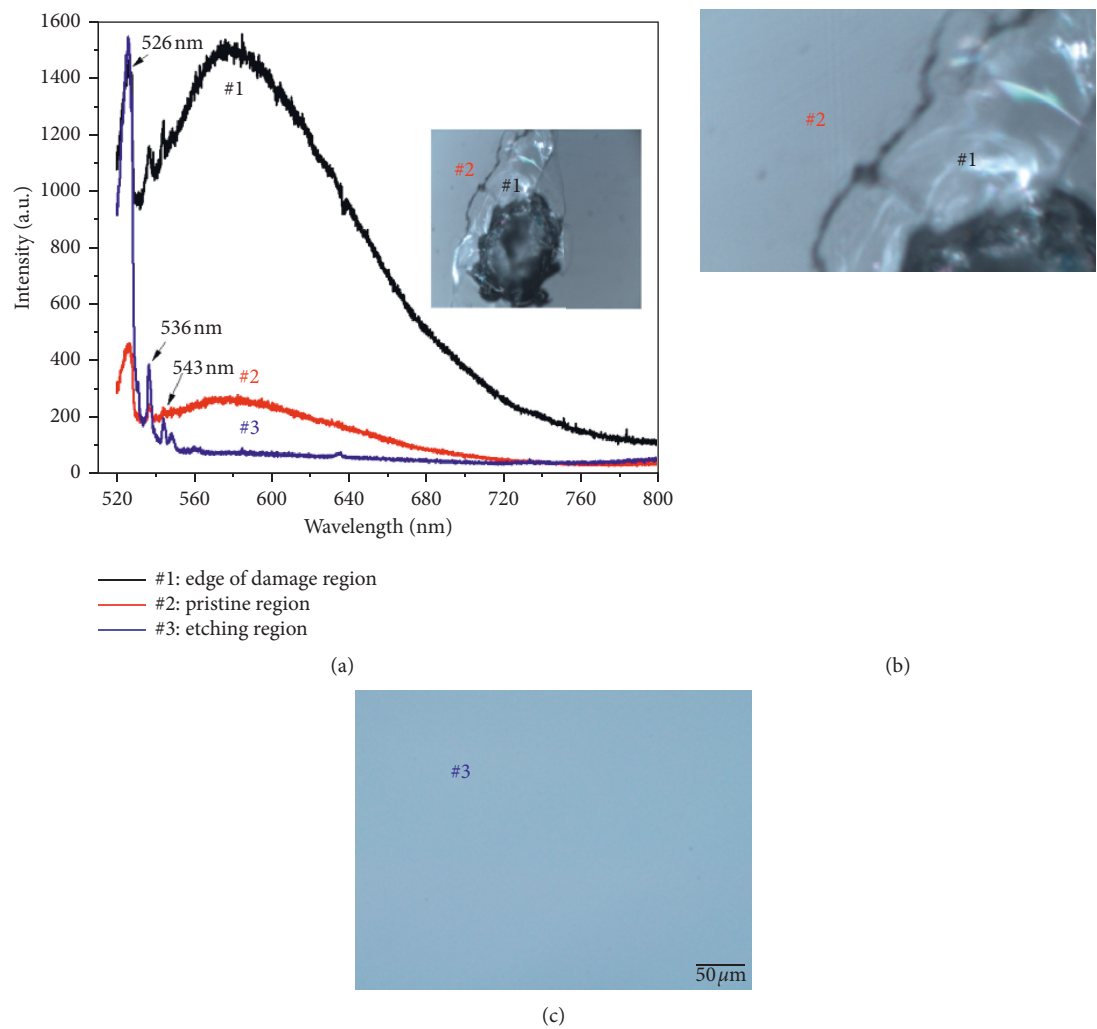 1600
1400
1200
1000
800
600
400
200
0
Intensity (a.u.)
526 nm
#1
#2
#1
536 nm
543 nm
#2
#3
520
560
600
640
680
720
760
800
Wavelength (nm)
#1: edge of damage region
#2: pristine region
#3: etching region
(a)
#2
#1
(b)
#3
50 μm
(c)